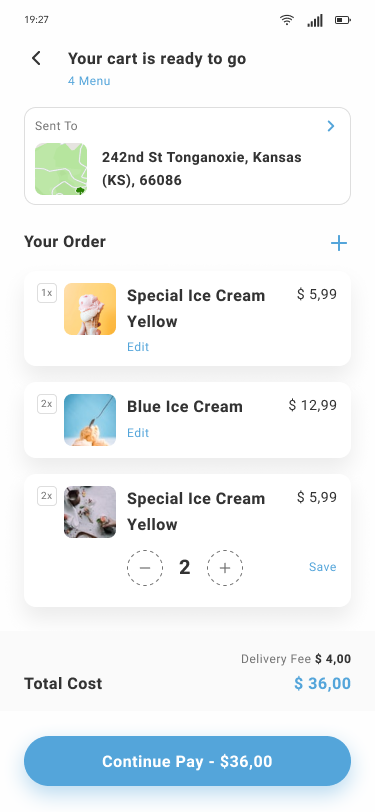 19:27
Your cart is ready to go
4 Menu
Sent To
242nd St Tonganoxie, Kansas
(KS), 66086
Your Order
1x
Special Ice Cream
Yellow
$ 5,99
Edit
2x
Blue Ice Cream
$ 12,99
Edit
2x
Special Ice Cream
Yellow
$ 5,99
2
Save
Delivery Fee $ 4,00
Total Cost
$ 36,00
Continue Pay - $36,00